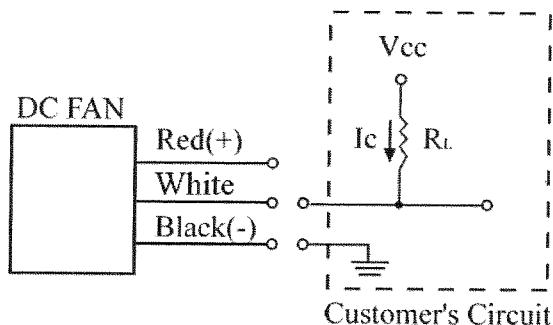 Vcc
DC FAN
Red(+)
Ic
RL
White
Black(-)
Customer's Circuit